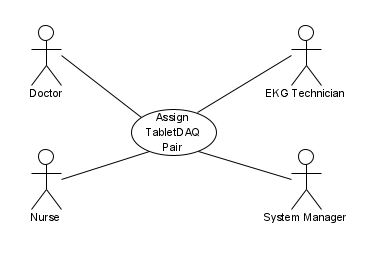 Doctor
EKG Technician
Assign
TabletDAQ
Pair
Nurse
System Manager